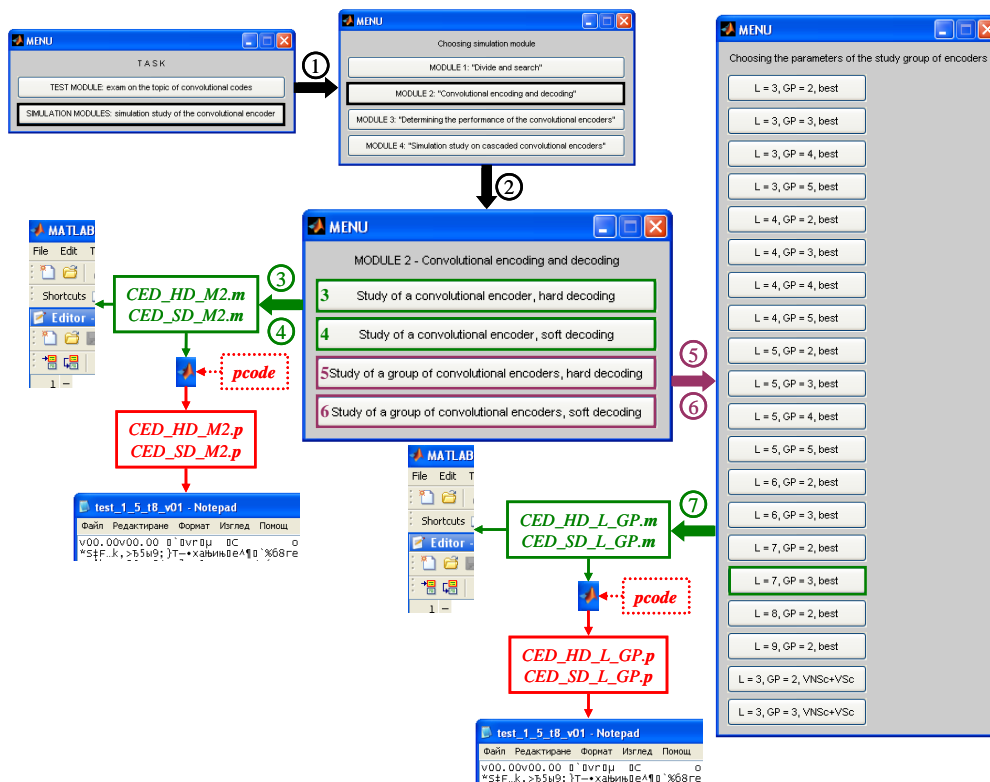 MENU
T A S K
TEST MODULE: exam on the topic of convolutional codes
SIMULATION MODULES: simulation study of the convolutional encoder
1
MENU
Choosing simulation module
MODULE 1: "Divide and search"
MODULE 2: "Convolutional encoding and decoding"
MODULE 3: "Determining the performance of the convolutional encoders"
MODULE 4: "Simulation study on cascaded convolutional encoders"
2
MENU
MODULE 2 - Convolutional encoding and decoding
3 Study of a convolutional encoder, hard decoding
4 Study of a convolutional encoder, soft decoding
5 Study of a group of convolutional encoders, hard decoding
6 Study of a group of convolutional encoders, soft decoding
3
4
MATLAB
File Edit T
Shortcuts
Editor -
1 –
CED_HD_M2.m
CED_SD_M2.m
pcode
CED_HD_M2.p
CED_SD_M2.p
test_1_5_t8_v01 - Notepad
Файл Редактиране Формат Изглед Помощ
5
6
MENU
Choosing the parameters of the study group of encoders
L = 3, GP = 2, best
L = 3, GP = 3, best
L = 3, GP = 4, best
L = 3, GP = 5, best
L = 4, GP = 2, best
L = 4, GP = 3, best
L = 4, GP = 4, best
L = 4, GP = 5, best
L = 5, GP = 2, best
L = 5, GP = 3, best
L = 5, GP = 4, best
L = 5, GP = 5, best
L = 6, GP = 2, best
L = 6, GP = 3, best
L = 7, GP = 2, best
L = 7, GP = 3, best
L = 8, GP = 2, best
L = 9, GP = 2, best
L = 3, GP = 2, VNSc+VSc
L = 3, GP = 3, VNSc+VSc
7
MATLAB
File Edit
Shortcuts
Editor -
1 –
CED_HD_L_GP.m
CED_SD_L_GP.m
pcode
CED_HD_L_GP.p
CED_SD_L_GP.p
test_1_5_t8_v01 - Notepad
Файл Редактиране Формат Изглед Помощ